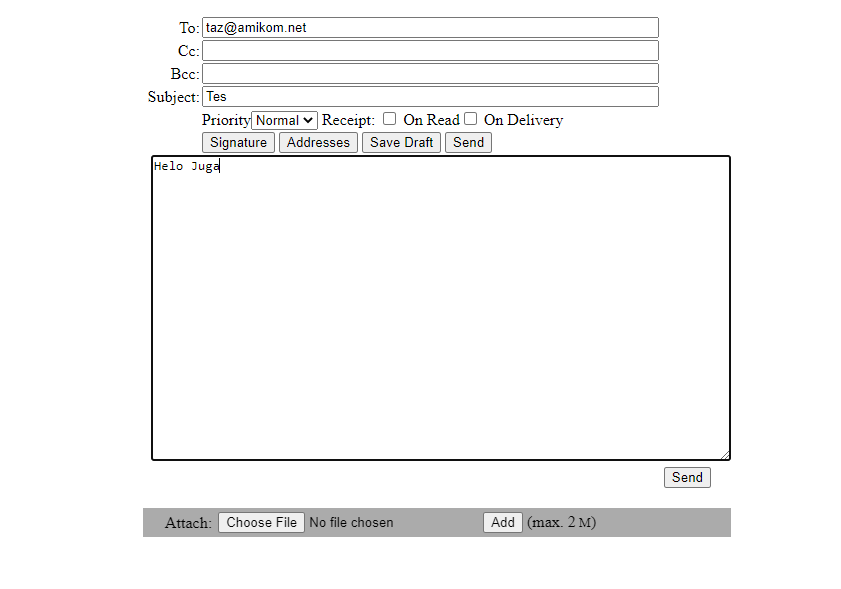 To: taz@amikom.net
Cc:
Bcc:
Subject: Tes
Priority Normal Receipt: On Read On Delivery
Signature Addresses Save Draft Send
Helo Juga
Send
Attach: Choose File No file chosen Add (max. 2 M)